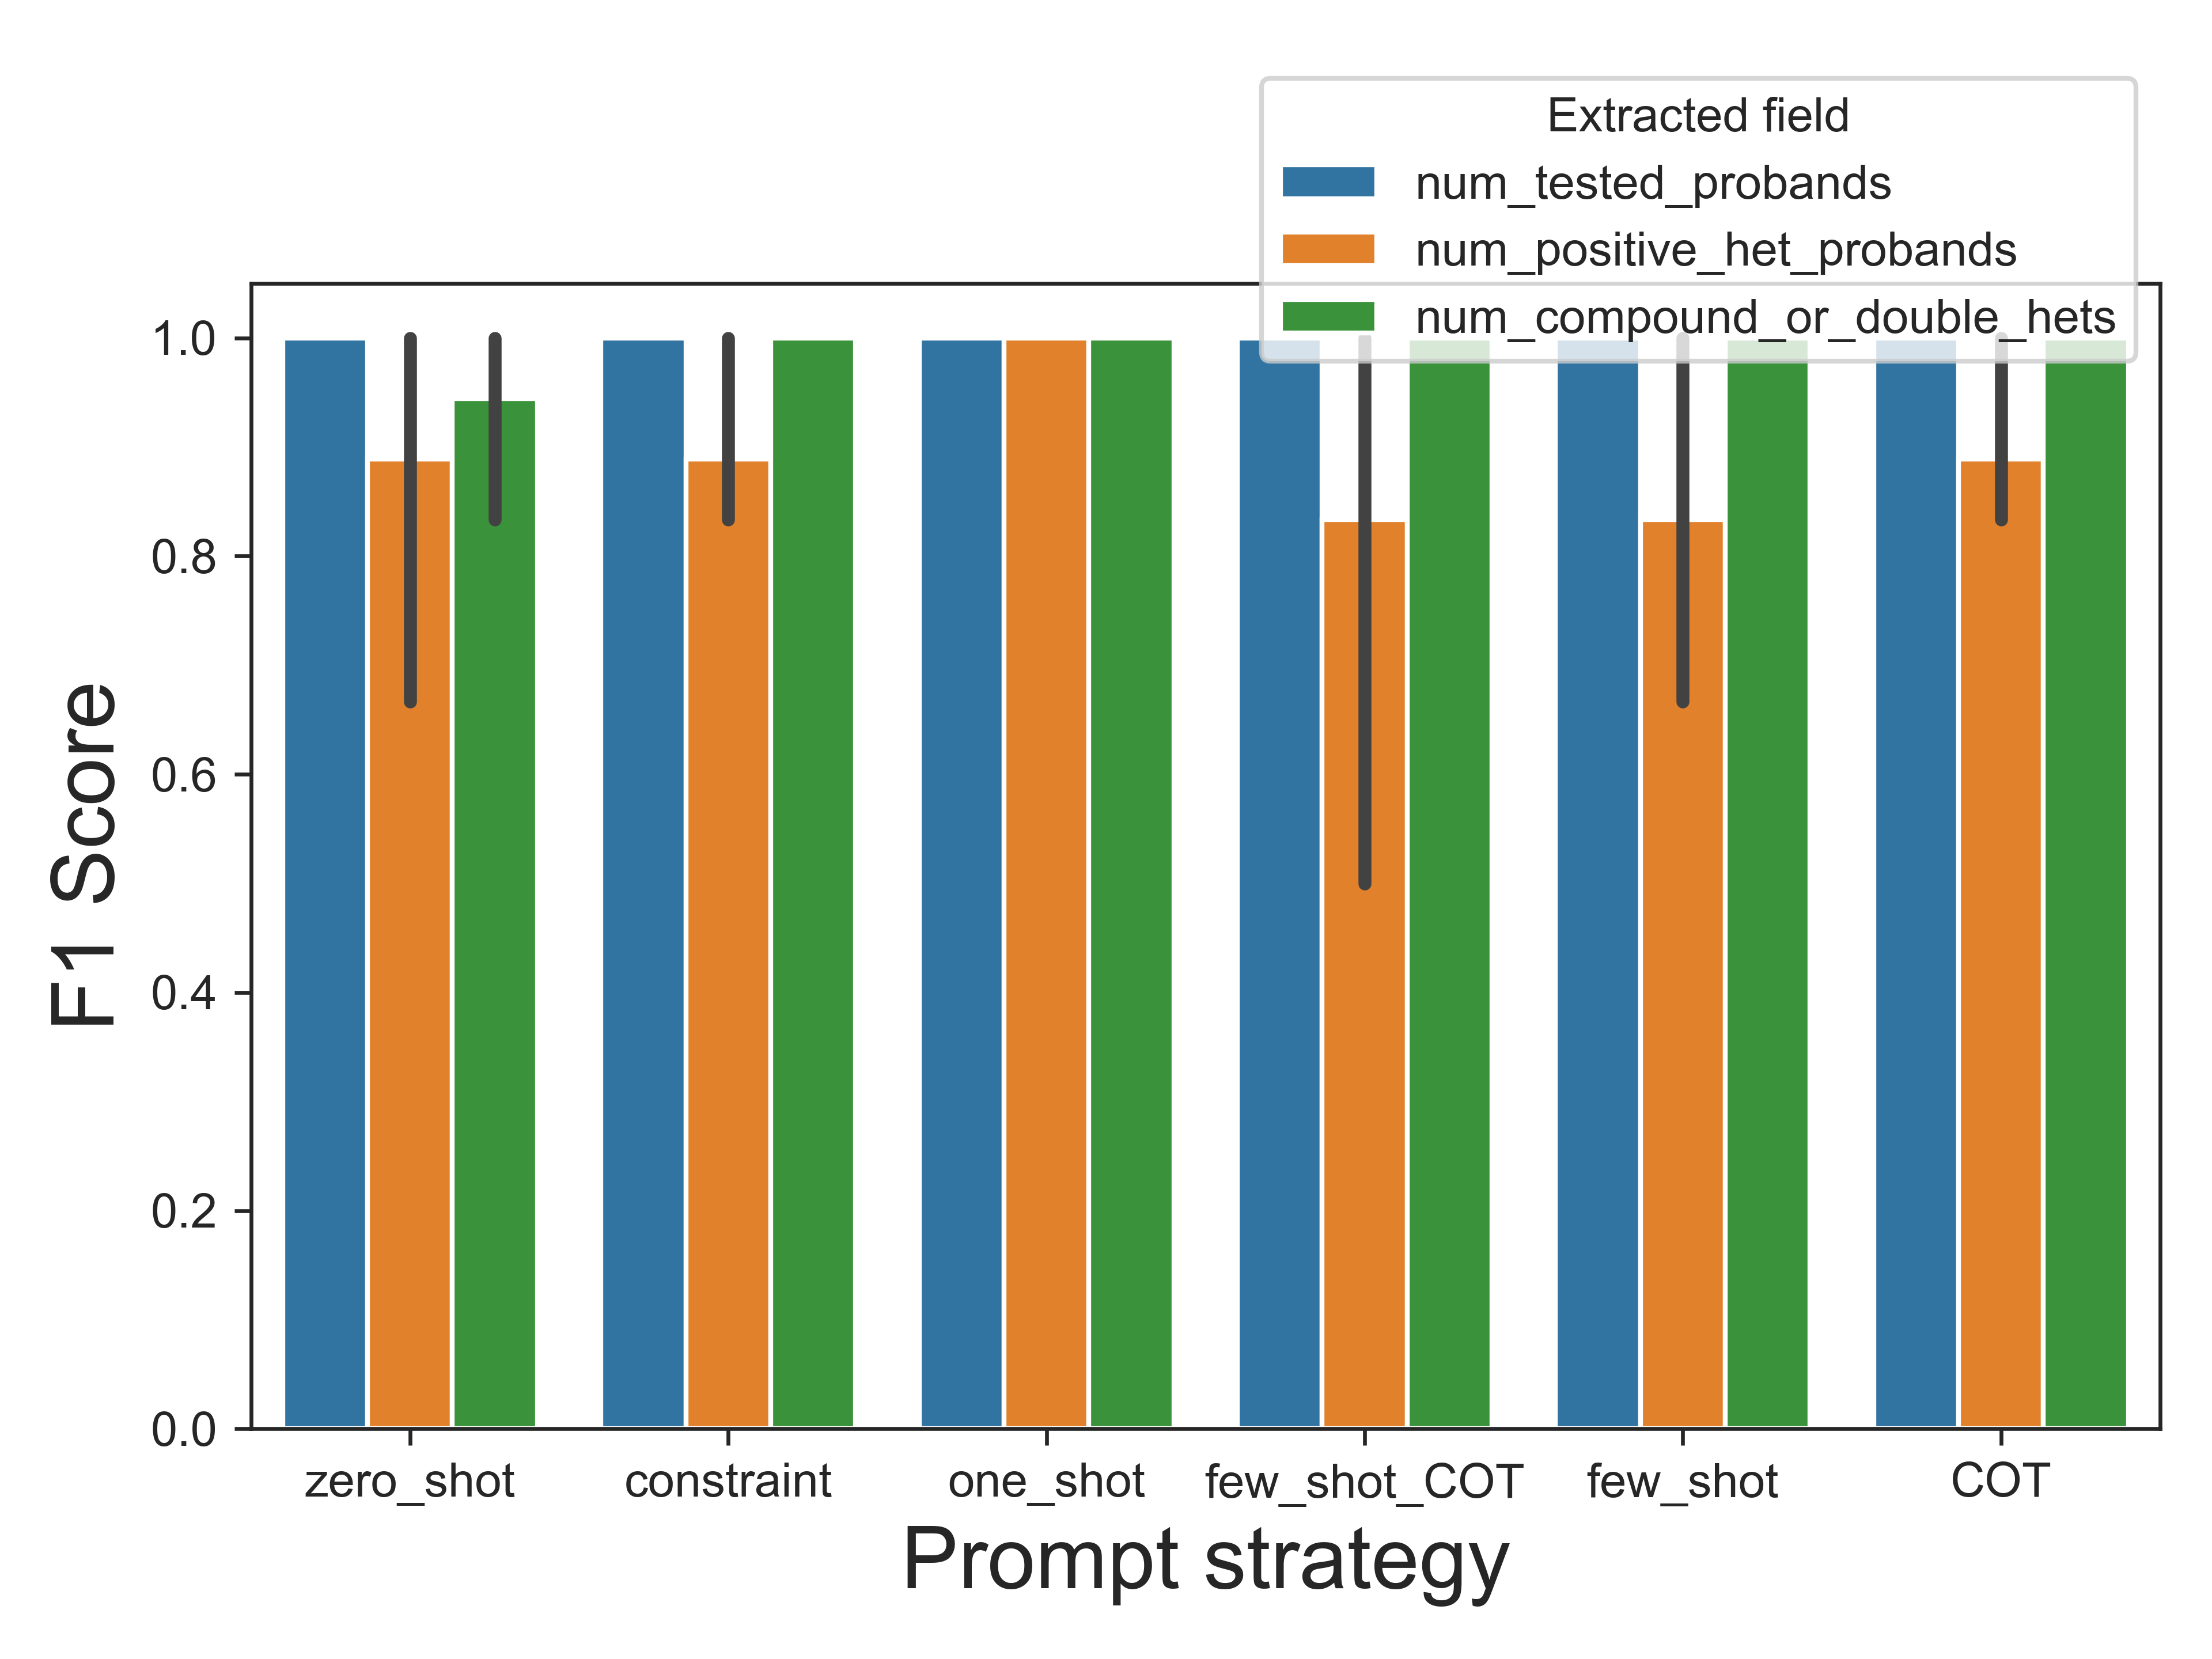 Extracted field
num_tested_probands
num_positive_het_probands
num_compound_or_double_hets
1.0
0.8
0.6
0.4
0.2
0.0
F1 Score
zero_shot constraint one_shot few_shot_COT few_shot COT
Prompt strategy